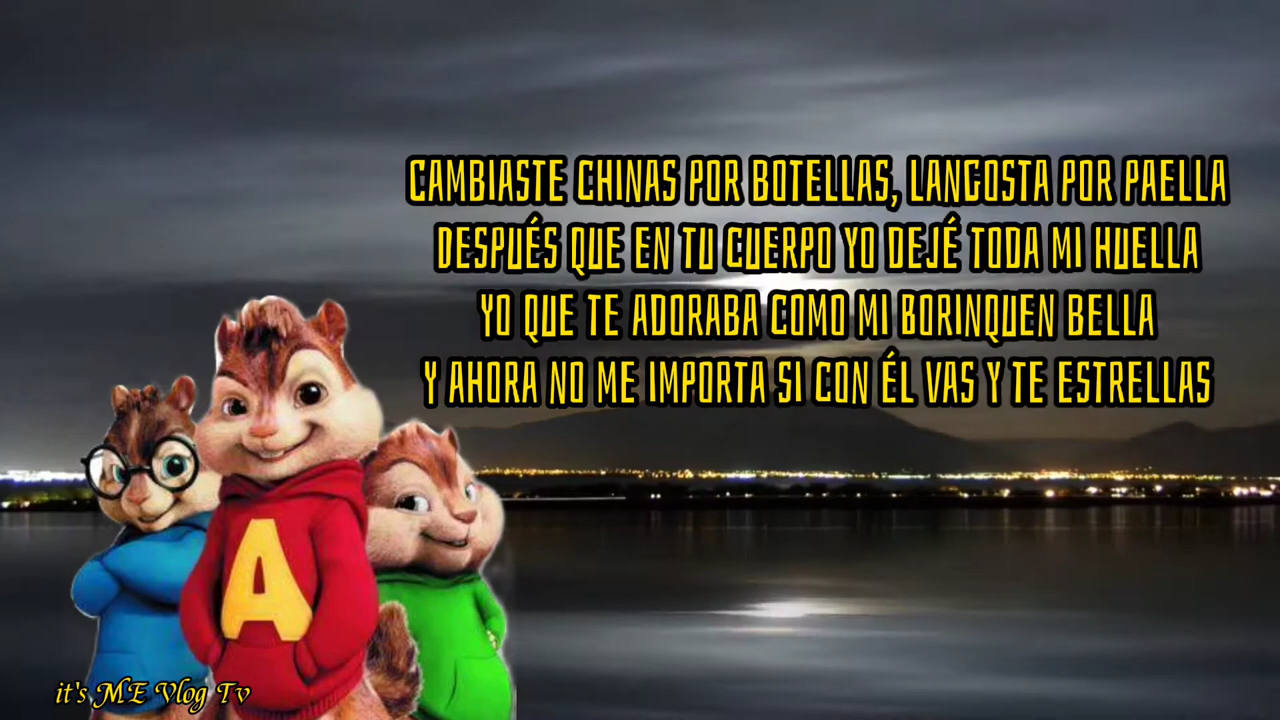 CAMBIASTE CHINAS POR BOTELLAS, LANGOSTA POR PAELLA
DESPUÉS QUE EN TU CUERPO YO DEJÉ TODA MI HUELLA
YO QUE TE ADORABA COMO MI BORINQUEN BELLA
Y AHORA NO ME IMPORTA SI CON ÉL VAS Y TE ESTRELLAS
A
it's ME Vlog Tv